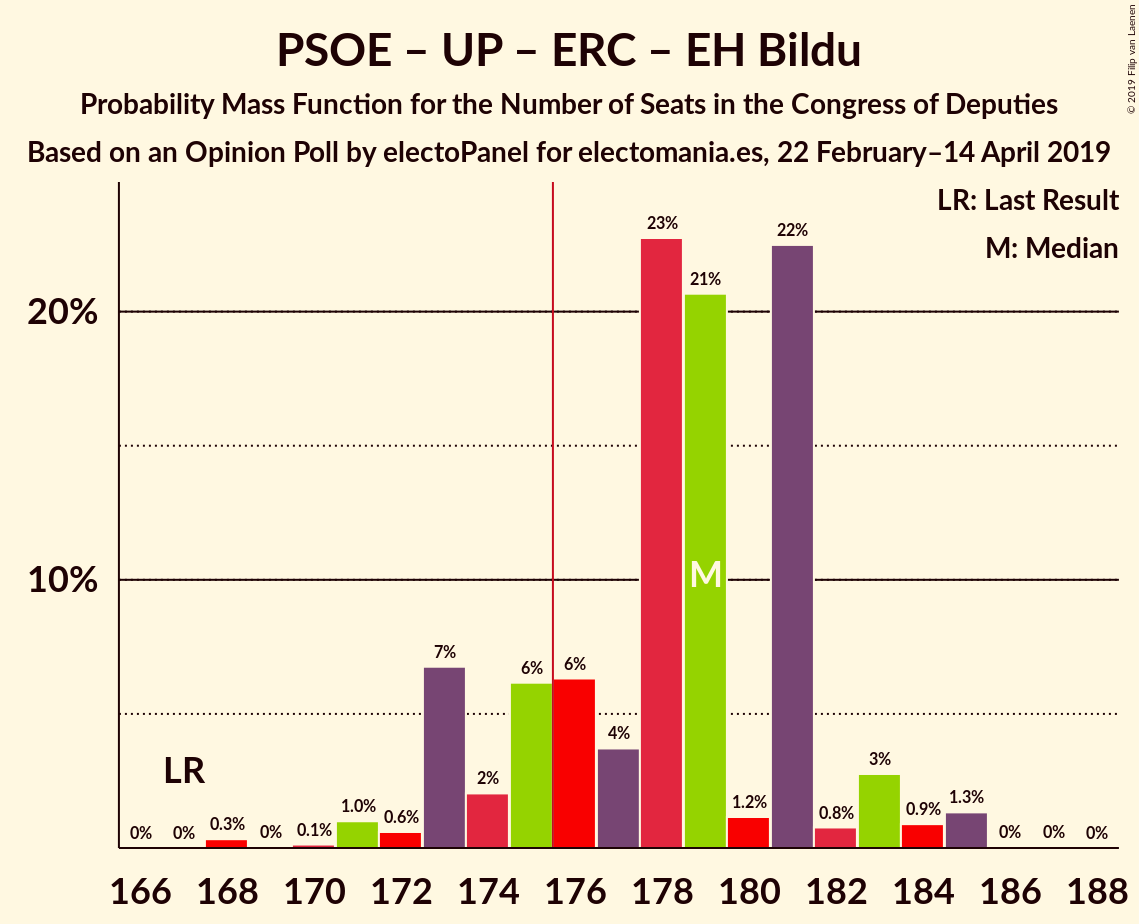 PSOE – UP – ERC – EH Bildu
Probability Mass Function for the Number of Seats in the Congress of Deputies
Based on an Opinion Poll by electoPanel for electomania.es, 22 February–14 April 2019
© 2019 Filip van Laenen
LR: Last Result
M: Median
20%
10%
0%
0%
0.3%
0%
0.1%
1.0%
0.6%
7%
2%
6%
6%
4%
23%
21%
1.2%
22%
0.8%
3%
0.9%
1.3%
0%
0%
0%
LR
M
166 168 170 172 174 176 178 180 182 184 186 188